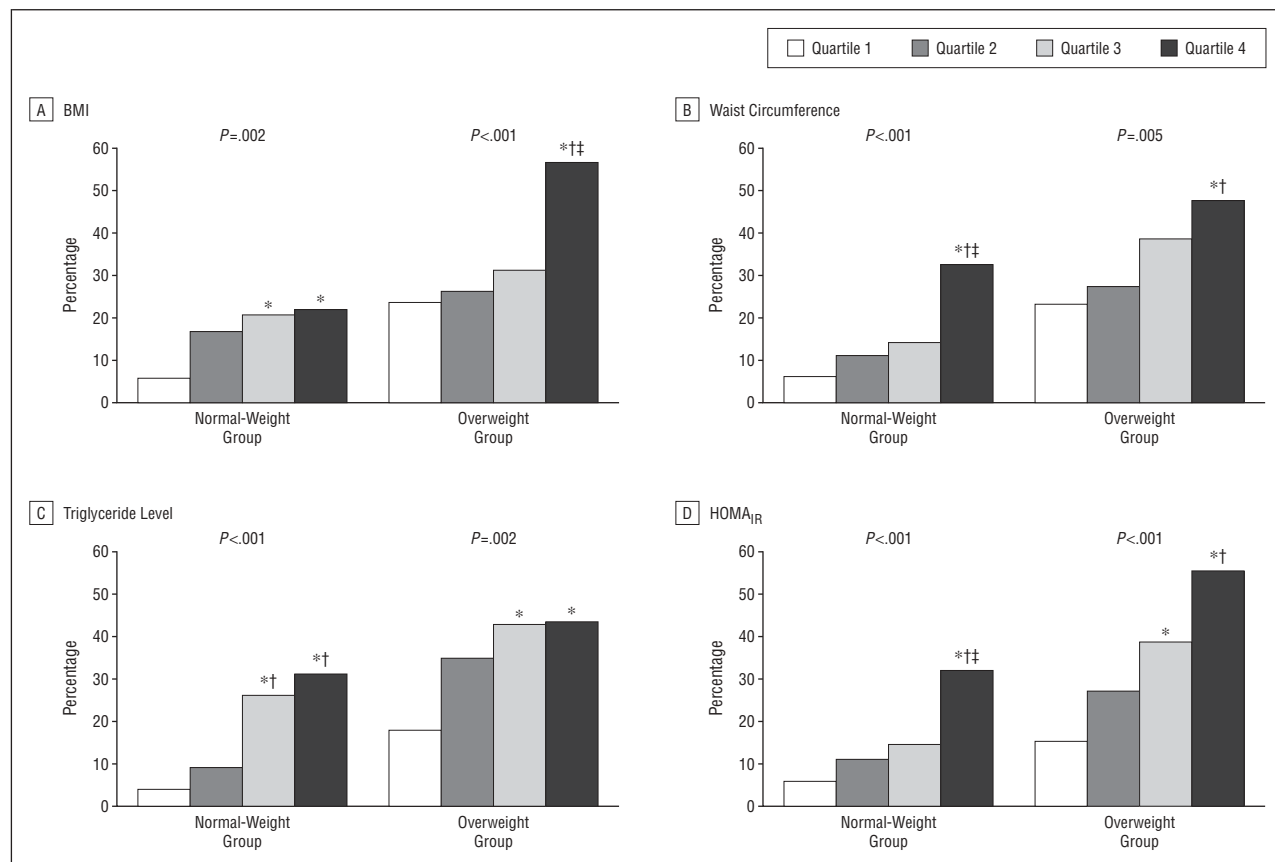 Quartile 1 Quartile 2 Quartile 3 Quartile 4
A BMI
P=.002 P<.001
60
50
40
30
20
10
0
Percentage
* * *†‡
Normal-Weight Group
Overweight Group
B Waist Circumference
P<.001 P=.005
60
50
40
30
20
10
0
Percentage
*†‡ *†
Normal-Weight Group
Overweight Group
C Triglyceride Level
P<.001 P=.002
60
50
40
30
20
10
0
Percentage
*† *† * *
Normal-Weight Group
Overweight Group
D HOMAIR
P<.001 P<.001
60
50
40
30
20
10
0
Percentage
*†‡ * *†
Normal-Weight Group
Overweight Group